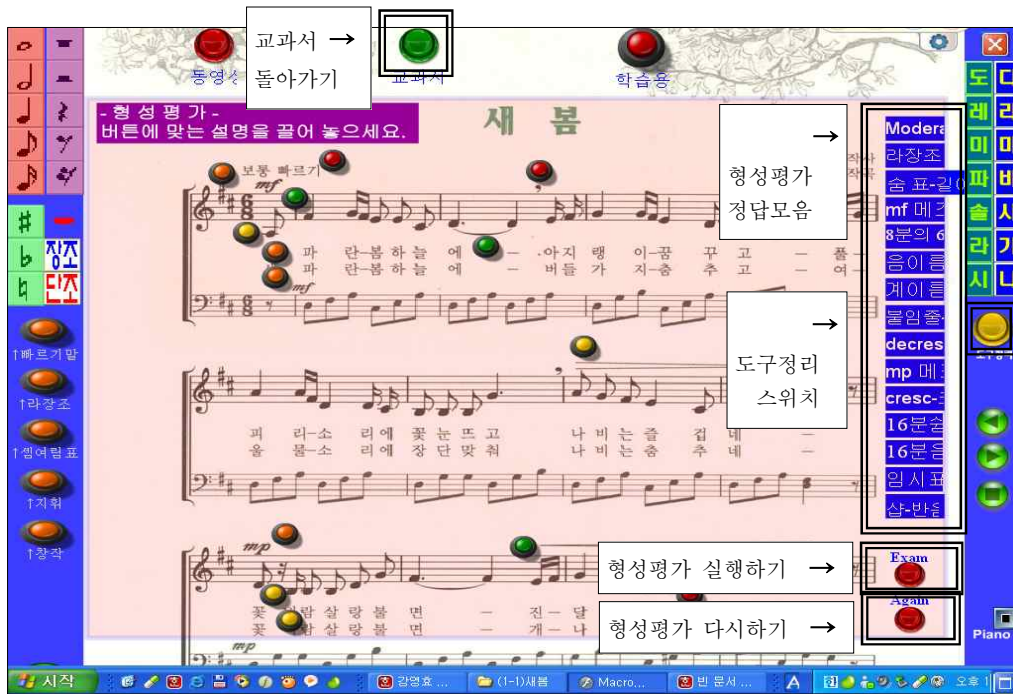 교과서 →
돌아가기
동영상
교과서
학습용
- 형 성 평 가 -
버튼에 맞는 설명을 끌어 놓으세요.
새 봄
보통 빠르기
mf
파 란-봄 하 늘 에 - · 아지 랭 이-꿈 꾸 고 - 풀-
파 란-봄 하 늘 에 - 버들 가 지-춤 추 고 - 여-
mf
피 리-소 리에 꽃 눈 뜨 고 나 비 는 즐 겁 네 -
울 물-소 리에 장 단 맞 춰 나 비 는 춤 추 네 -
mp
꽃 람 살 랑 불 면 - 진-달
꽃 람 살 랑 불 면 - 개-나
mp
장조
단조
↑빠르기말
↑라장조
↑셈여림표
↑지휘
↑창작
→
형성평가
정답모음
→
도구정리
스위치
Modera
라장조
숨 표-길이
mf 메 조
8분의 6
음이름
계이름
붙임줄-
decres
mp 메
cresc-
16분쉼
16분음
임시표
샵-반음
도 다
레 라
미 마
파 바
솔 사
라 가
시 나
형성평가 실행하기 →
Exam
형성평가 다시하기 →
Again
Piano
시작
강영효 ...
(1-1)새봄
Macro...
빈 문서 ...
A
오후 1